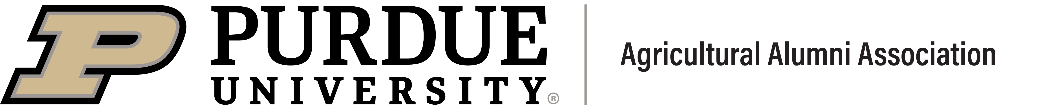 P
PURDUE
UNIVERSITY®
Agricultural Alumni Association